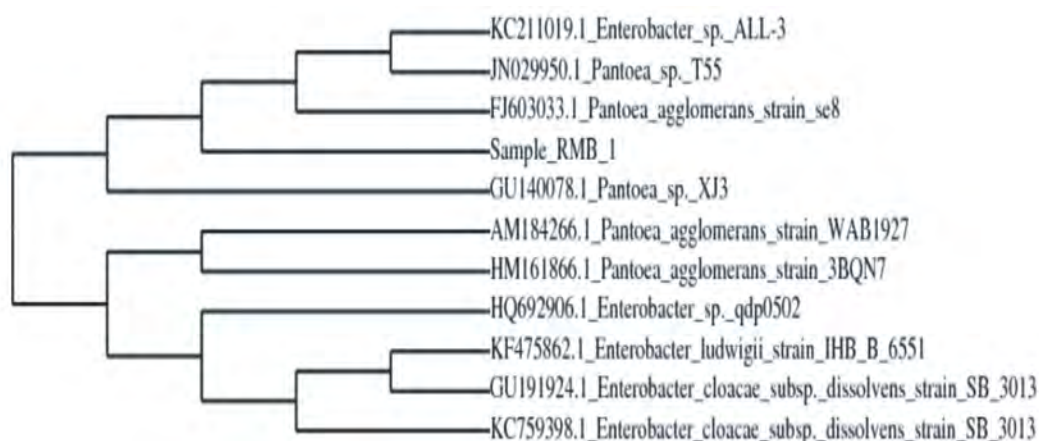 KC211019.1_Enterobacter_sp._ALL-3
JN029950.1_Pantoea_sp._T55
FJ603033.1_Pantoea_agglomerans_strain_se8
Sample_RMB_1
GU140078.1_Pantoea_sp._XJ3
AM184266.1_Pantoea_agglomerans_strain_WAB1927
HM161866.1_Pantoea_agglomerans_strain_3BQN7
HQ692906.1_Enterobacter_sp._qdp0502
KF475862.1_Enterobacter_ludwigii_strain_IHB_B_6551
GU191924.1_Enterobacter_cloacae_subsp._dissolvens_strain_SB_3013
KC759398.1_Enterobacter_cloacae_subsp._dissolvens_strain_SB_3013